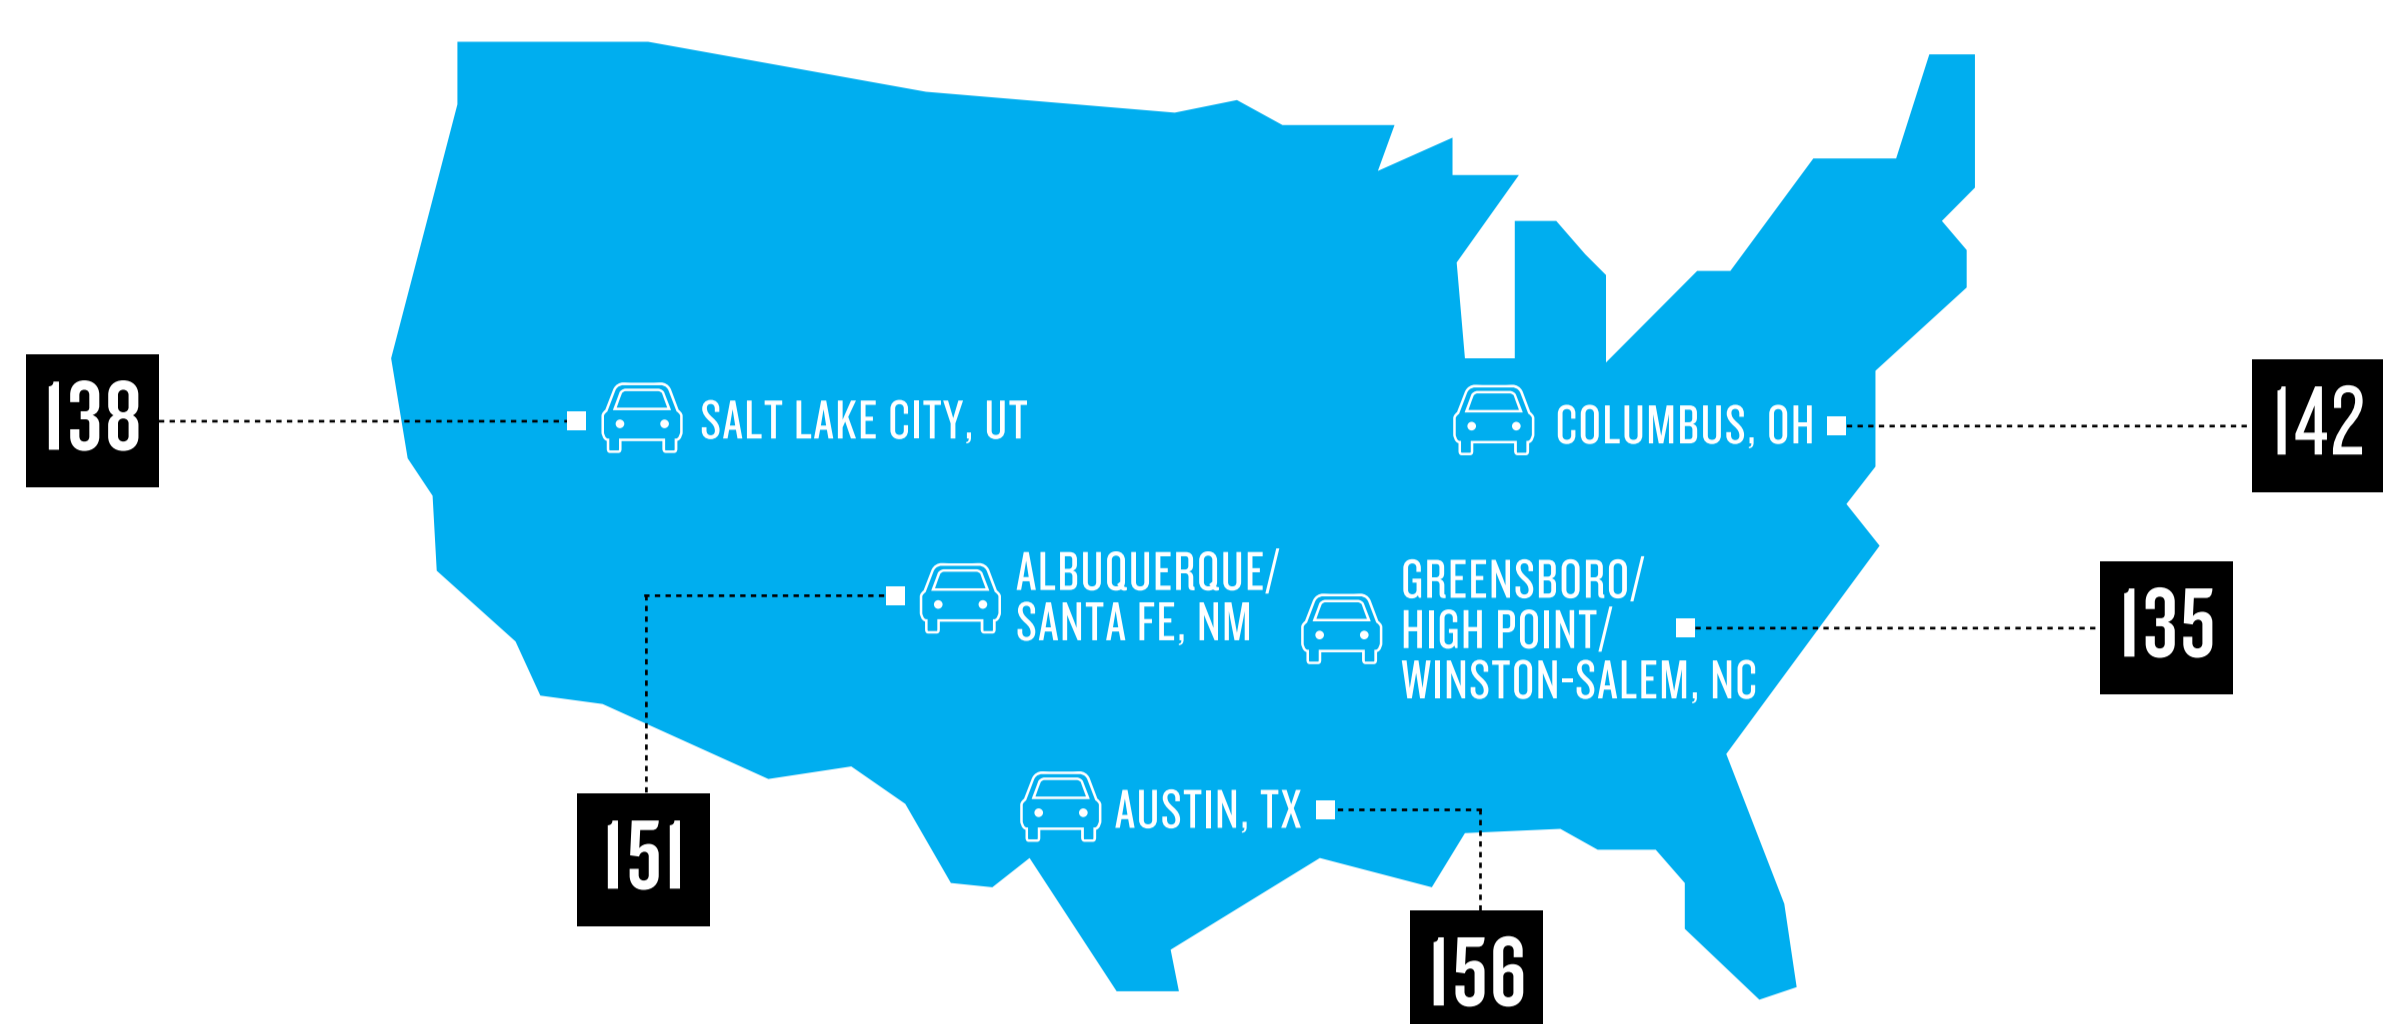 138
SALT LAKE CITY, UT
COLUMBUS, OH
142
ALBUQUERQUE/
SANTA FE, NM
151
GREENSBORO/
HIGH POINT/
WINSTON-SALEM, NC
135
AUSTIN, TX
156